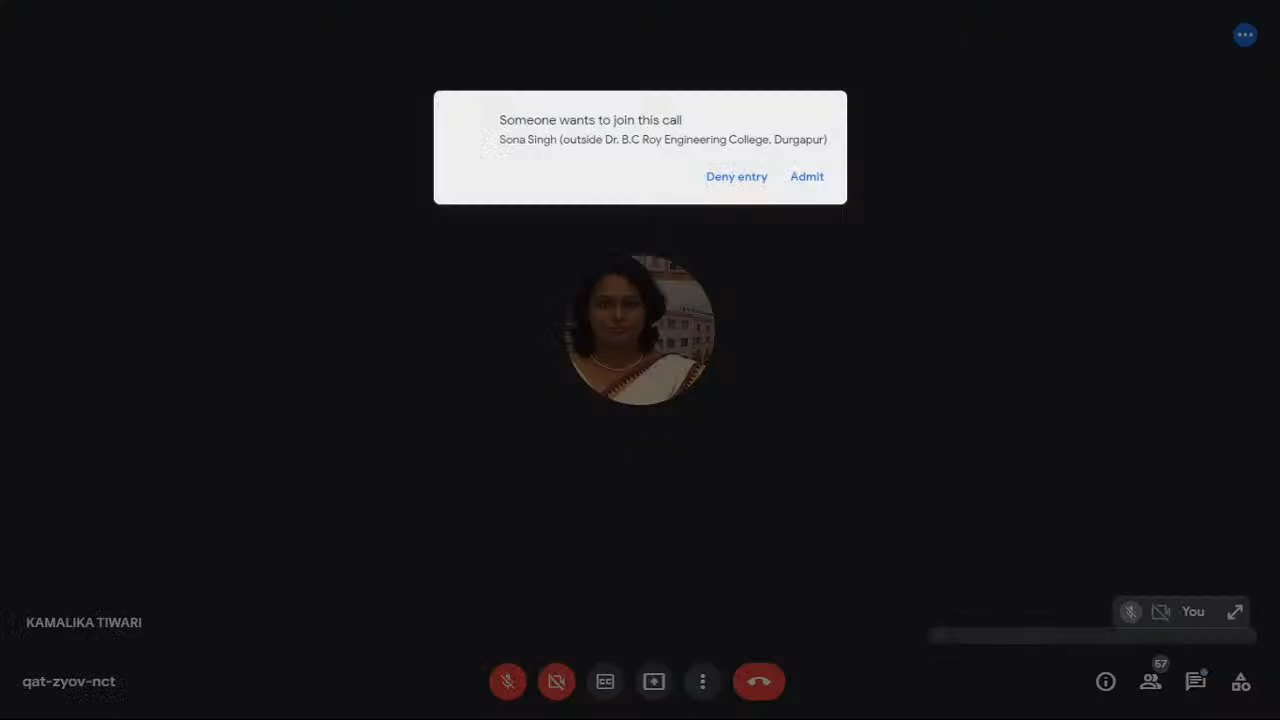 Someone wants to join this call
Sona Singh (outside Dr. B.C Roy Engineering College, Durgapur)
Deny entry Admit
KAMALIKA TIWARI
You
qat-zyov-nct
CC
57